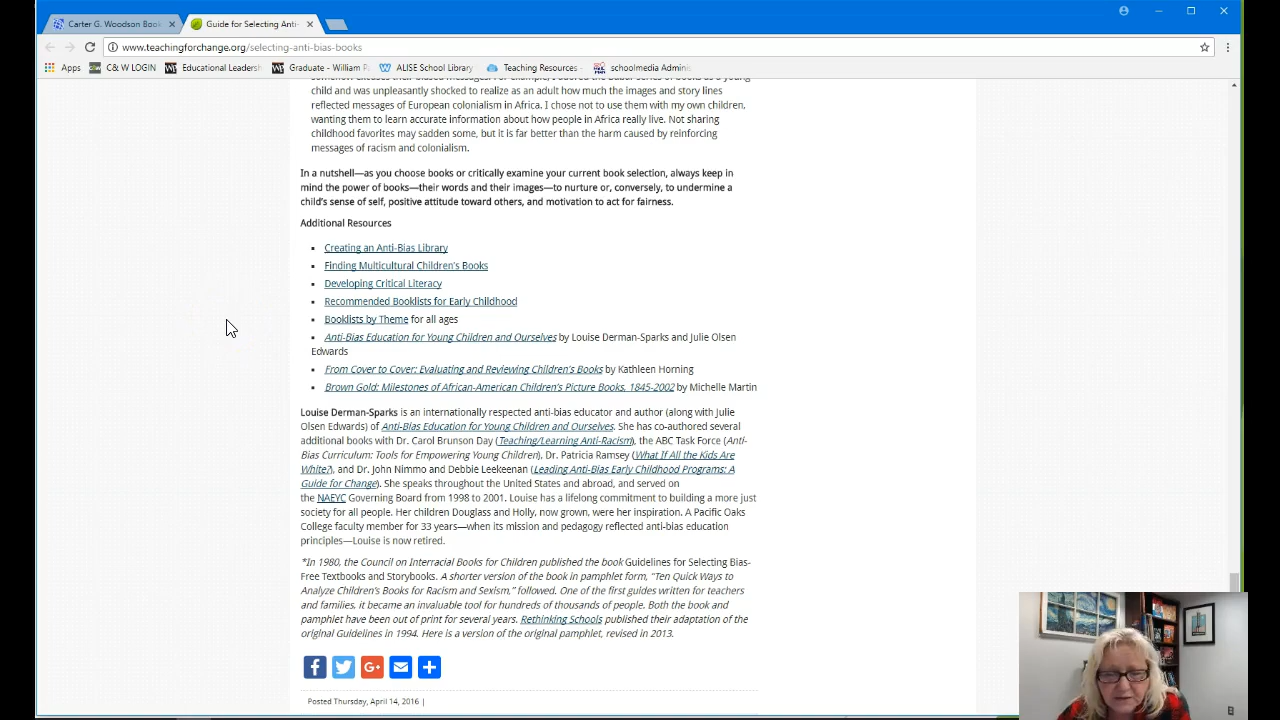 Carter G. Woodson Book
Guide for Selecting Anti-
www.teachingforchange.org/selecting-anti-bias-books
Apps
C& W LOGIN
Educational Leadersh
Graduate - William P
ALISE School Library
Teaching Resources -
schoolmedia Adminis
child and was unpleasantly shocked to realize as an adult how much the images and story lines
reflected messages of European colonialism in Africa. I chose not to use them with my own children,
wanting them to learn accurate information about how people in Africa really live. Not sharing
childhood favorites may sadden some, but it is far better than the harm caused by reinforcing
messages of racism and colonialism.
In a nutshell—as you choose books or critically examine your current book selection, always keep in
mind the power of books—their words and their images—to nurture or, conversely, to undermine a
child's sense of self, positive attitude toward others, and motivation to act for fairness.
Additional Resources
Creating an Anti-Bias Library
Finding Multicultural Children's Books
Developing Critical Literacy
Recommended Booklists for Early Childhood
Booklists by Theme for all ages
Anti-Bias Education for Young Children and Ourselves by Louise Derman-Sparks and Julie Olsen
Edwards
From Cover to Cover: Evaluating and Reviewing Children's Books by Kathleen Horning
Brown Gold: Milestones of African-American Children's Picture Books, 1845-2002 by Michelle Martin
Louise Derman-Sparks is an internationally respected anti-bias educator and author (along with Julie
Olsen Edwards) of Anti-Bias Education for Young Children and Ourselves. She has co-authored several
additional books with Dr. Carol Brunson Day (Teaching/Learning Anti-Racism), the ABC Task Force (Anti-
Bias Curriculum: Tools for Empowering Young Children), Dr. Patricia Ramsey (What If All the Kids Are
White?), and Dr. John Nimmo and Debbie Leekeenan (Leading Anti-Bias Early Childhood Programs: A
Guide for Change). She speaks throughout the United States and abroad, and served on
the NAEYC Governing Board from 1998 to 2001. Louise has a lifelong commitment to building a more just
society for all people. Her children Douglass and Holly, now grown, were her inspiration. A Pacific Oaks
College faculty member for 33 years—when its mission and pedagogy reflected anti-bias education
principles—Louise is now retired.
*In 1980, the Council on Interracial Books for Children published the book Guidelines for Selecting Bias-
Free Textbooks and Storybooks. A shorter version of the book in pamphlet form, "Ten Quick Ways to
Analyze Children's Books for Racism and Sexism," followed. One of the first guides written for teachers
and families, it became an invaluable tool for hundreds of thousands of people. Both the book and
pamphlet have been out of print for several years. Rethinking Schools published their adaptation of the
original Guidelines in 1994. Here is a version of the original pamphlet, revised in 2013.
Posted Thursday, April 14, 2016 |